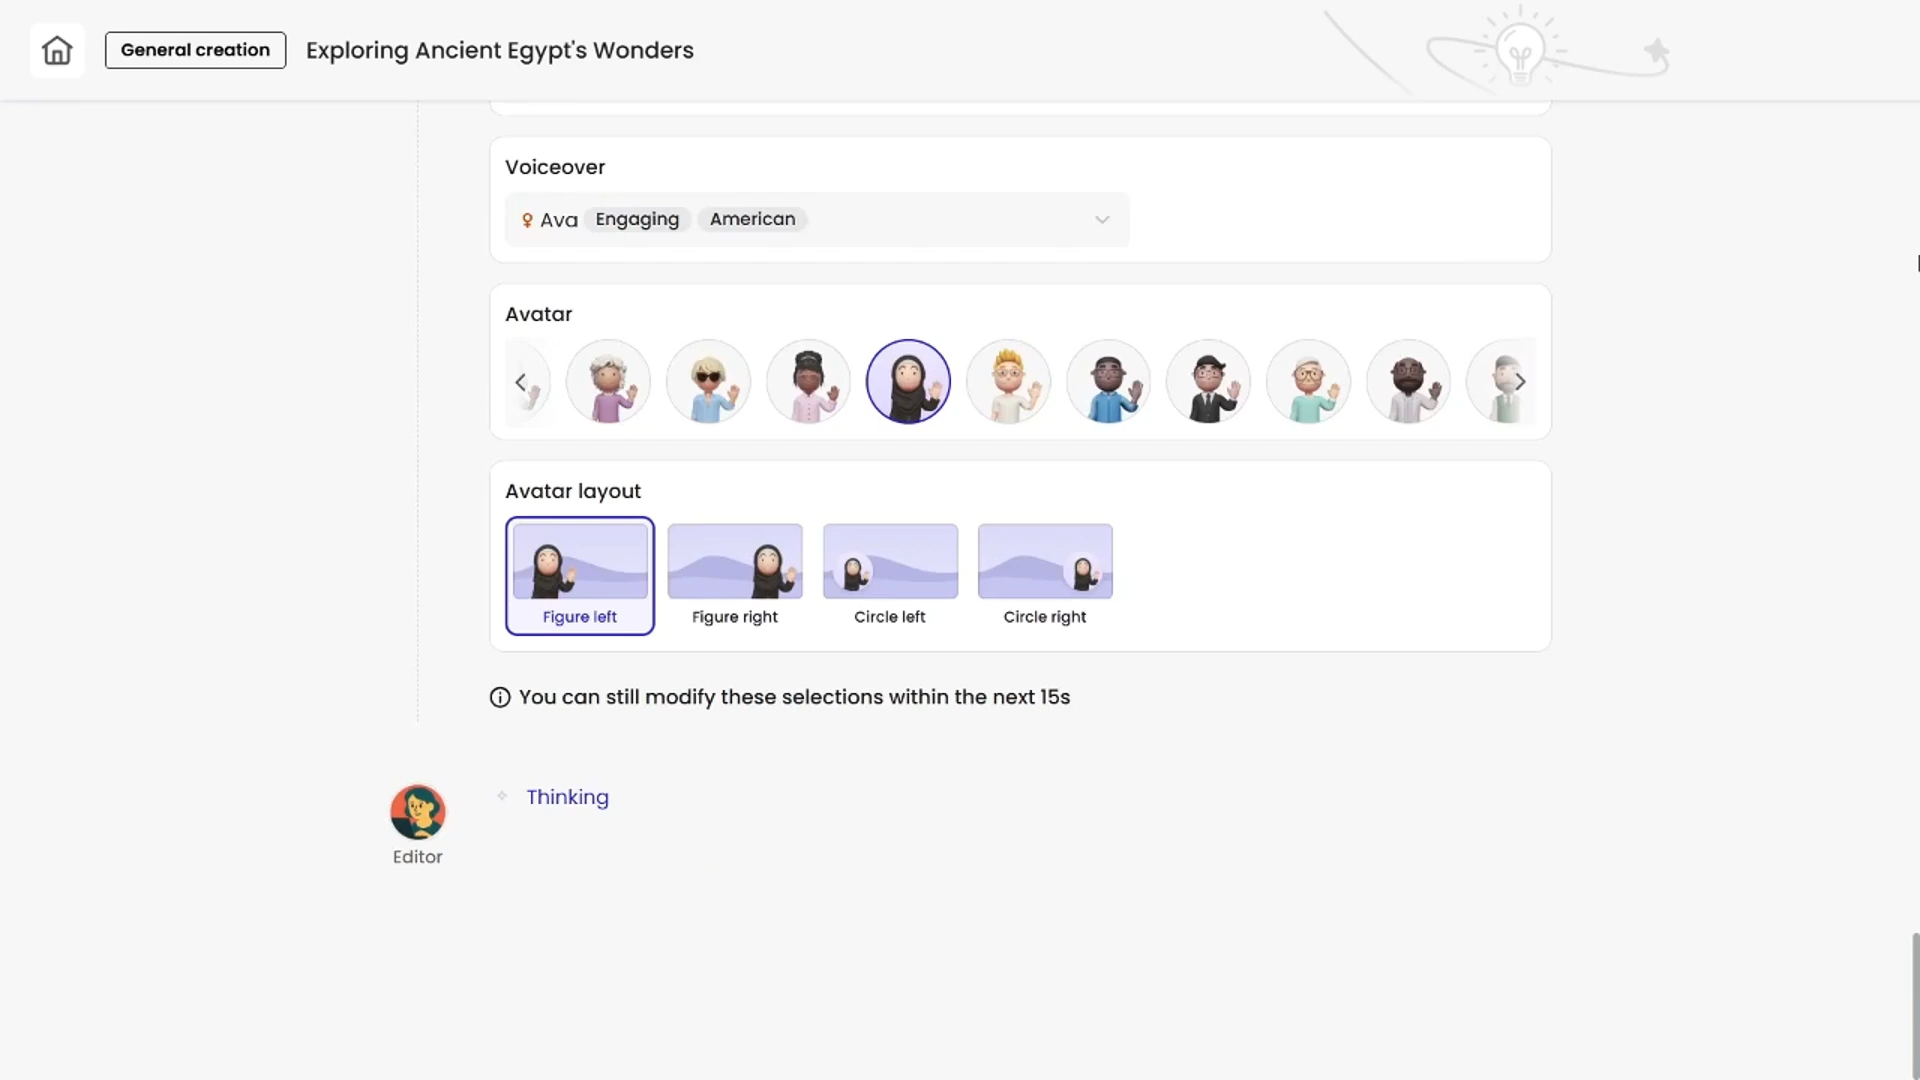 General creation
Exploring Ancient Egypt's Wonders
Voiceover
Ava Engaging American
Avatar
Avatar layout
Figure left
Figure right
Circle left
Circle right
You can still modify these selections within the next 15s
Thinking
Editor